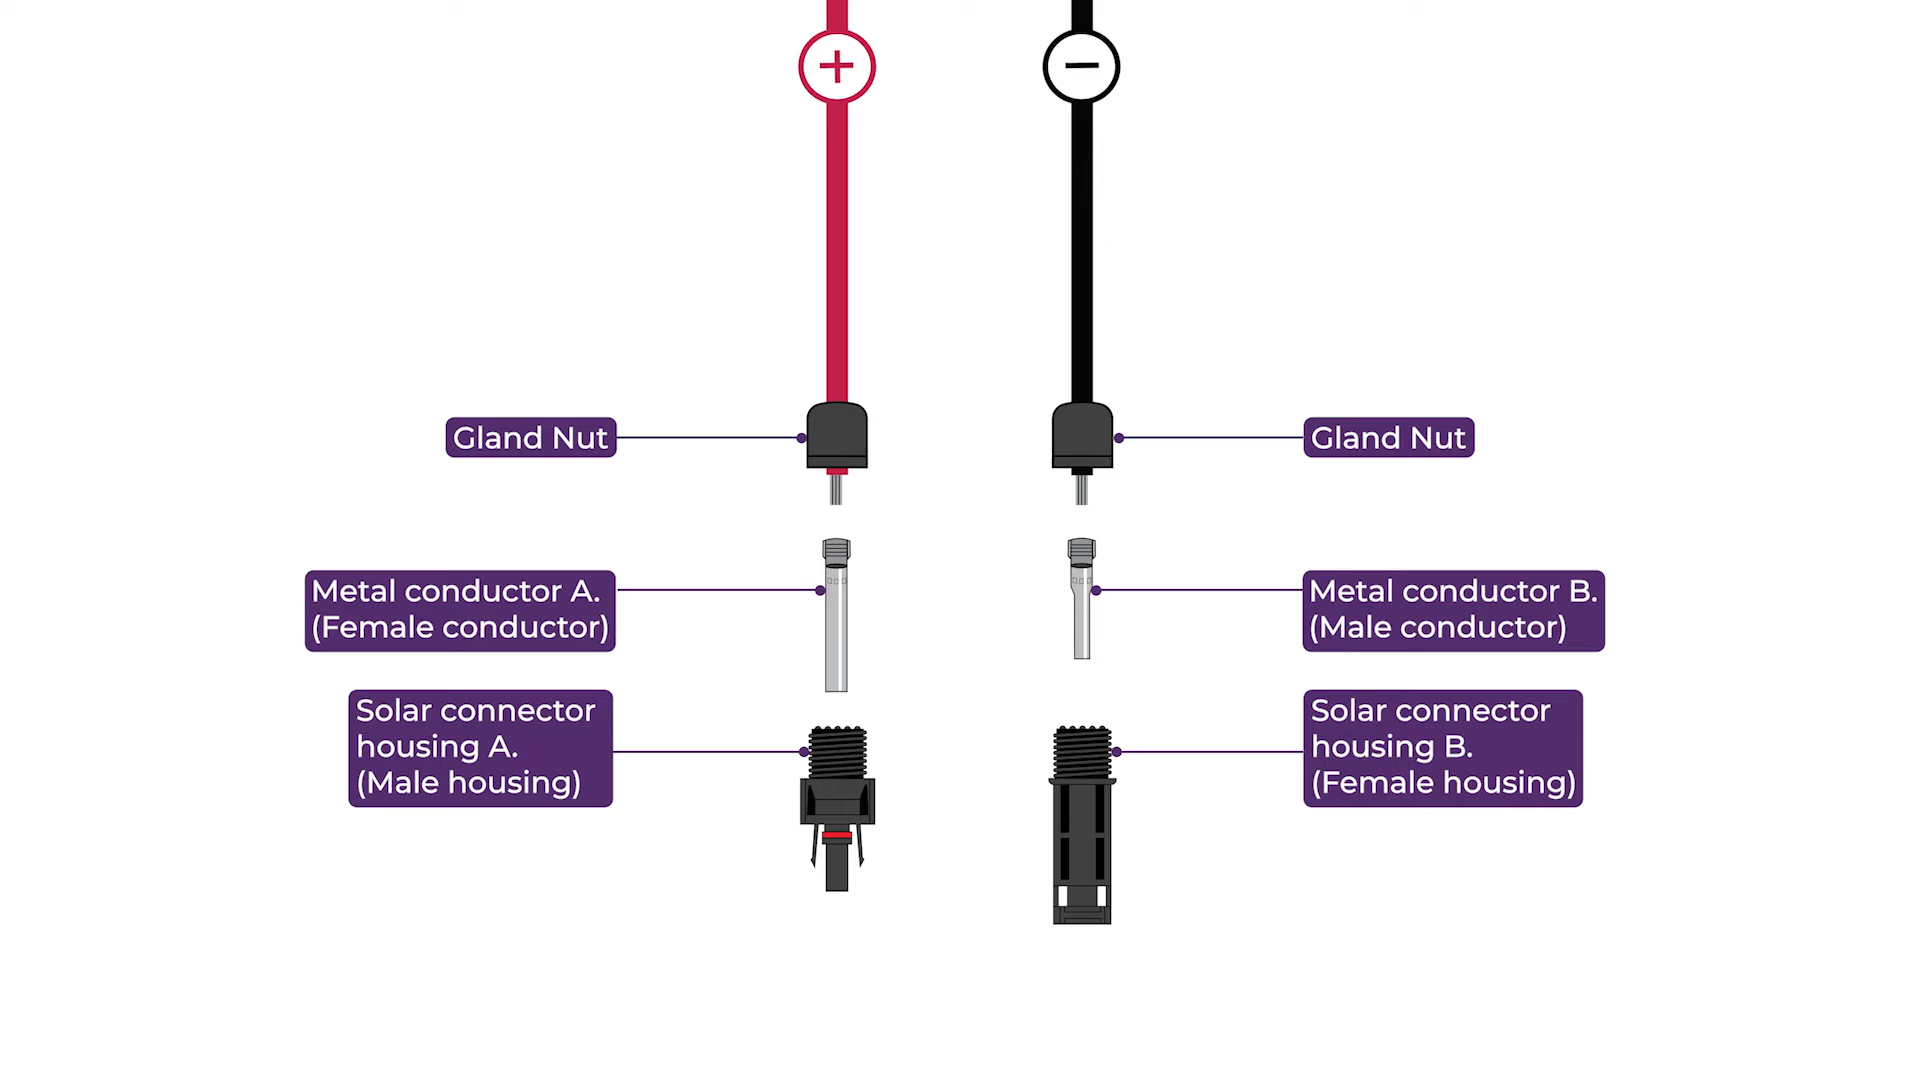 +
−
Gland Nut
Gland Nut
Metal conductor A.
(Female conductor)
Metal conductor B.
(Male conductor)
Solar connector
housing A.
(Male housing)
Solar connector
housing B.
(Female housing)